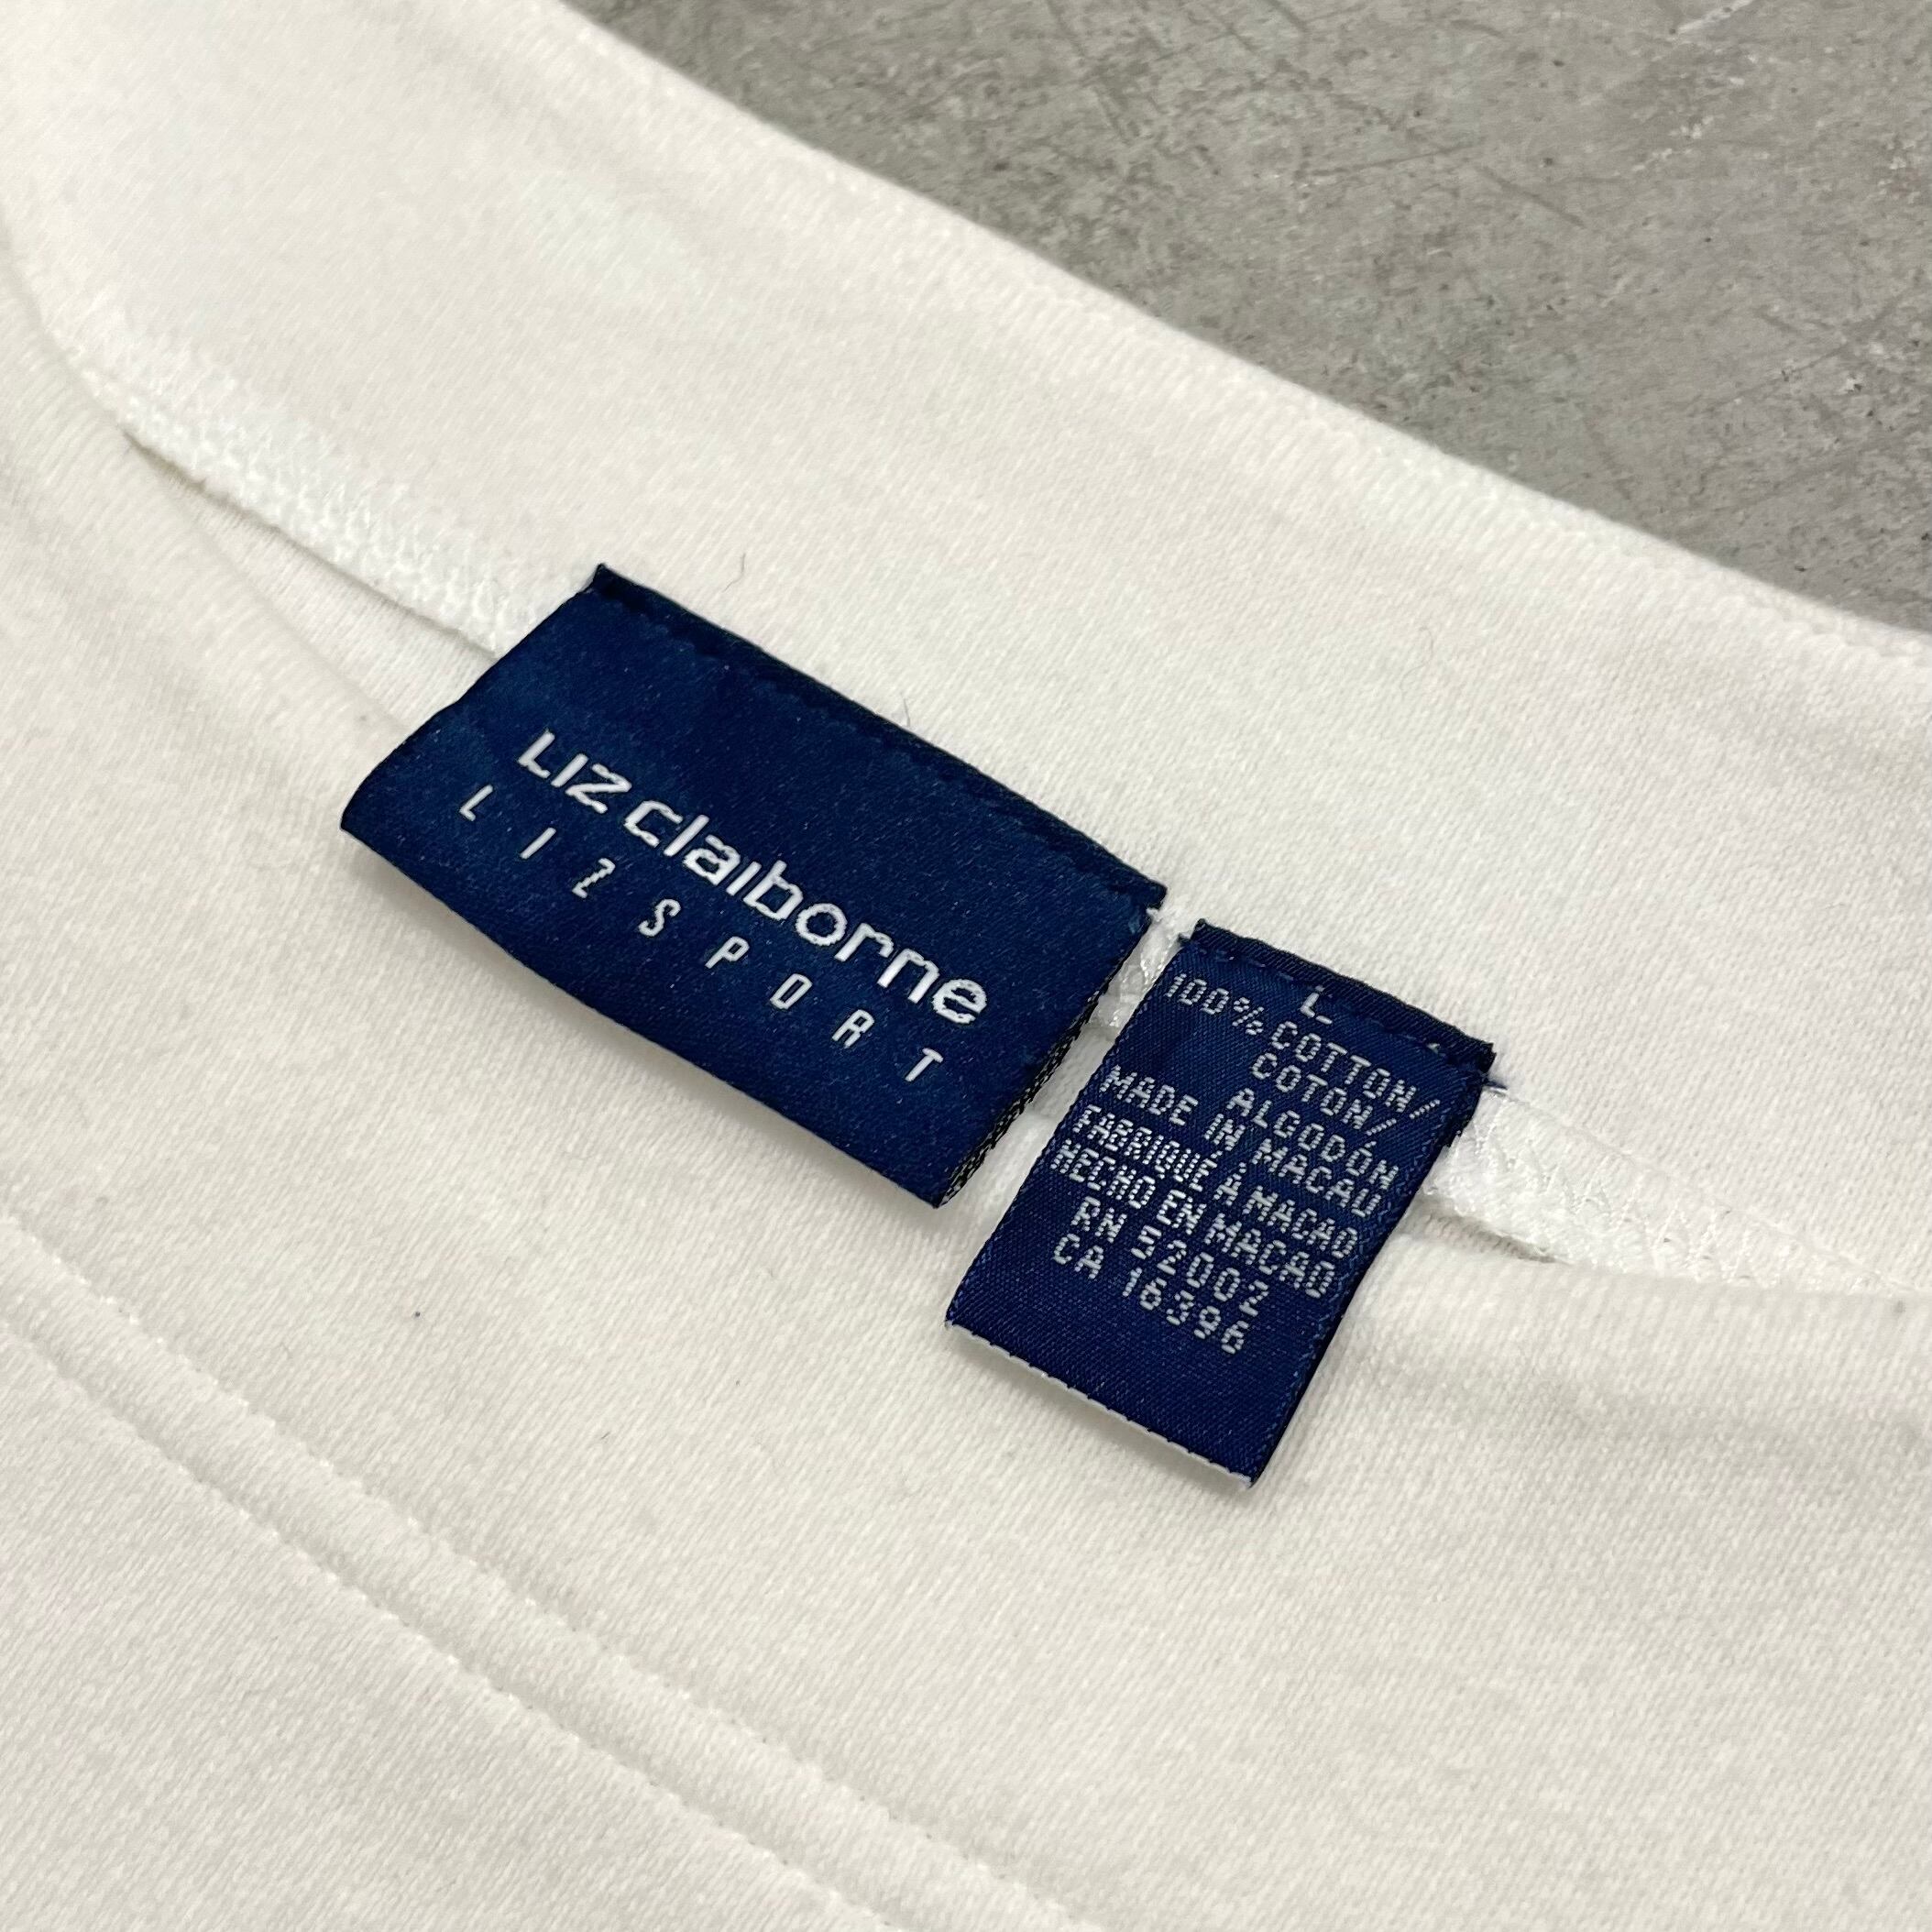 LIZ claiborne
LIZSPORT
L
100% COTTON/
COTON/
ALGODÓN
MADE IN MACAU
FABRIQUÉ À MACAO
HECHO EN MACAO
RN 52002
CA 16396